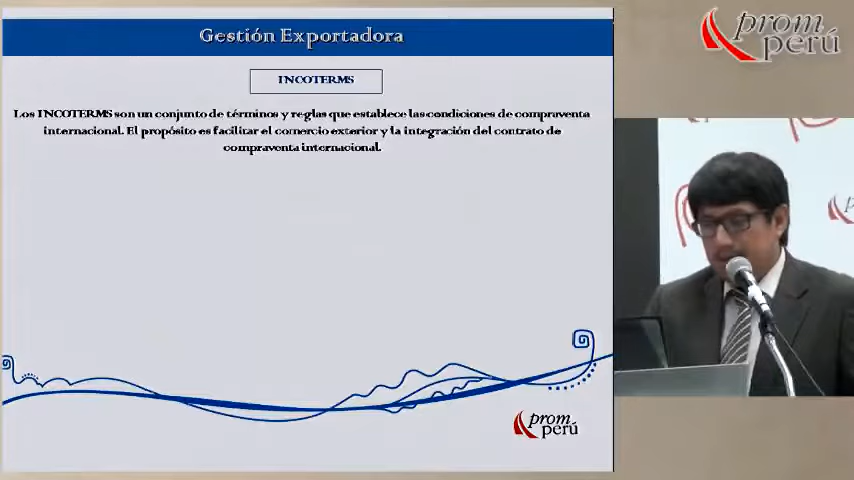 Gestión Exportadora
INCOTERMS
Los INCOTERMS son un conjunto de términos y reglas que establece las condiciones de compraventa
internacional. El propósito es facilitar el comercio exterior y la integración del contrato de
compraventa internacional.
prom
perú
prom
perú